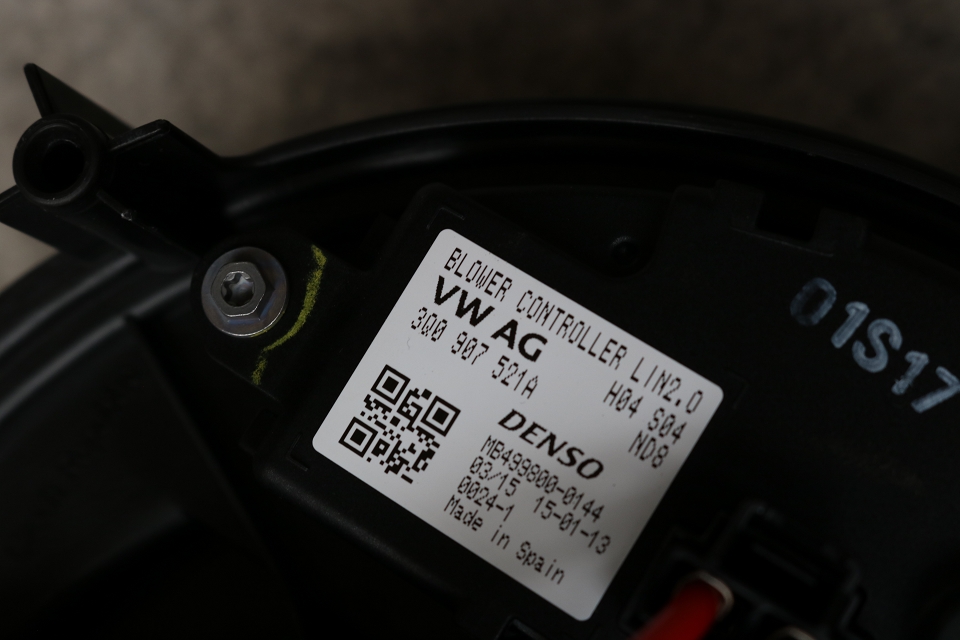 BLOWER CONTROLLER LIN2.0
VW AG H04 S04
3Q0 907 521A ND8
DENSO
MB499800-0144
03/15 15-01-13
0024-1
Made in Spain
01S17